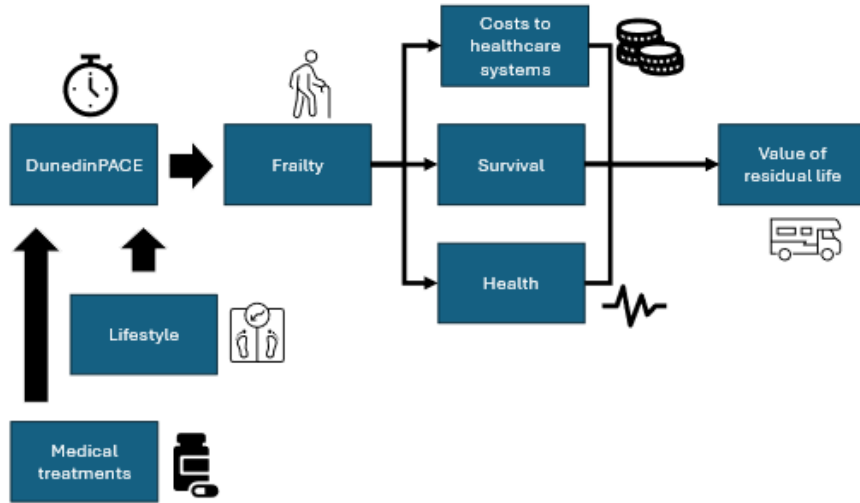 Costs to
healthcare
systems
DunedinPACE
Frailty
Survival
Value of
residual life
Health
Lifestyle
Medical
treatments